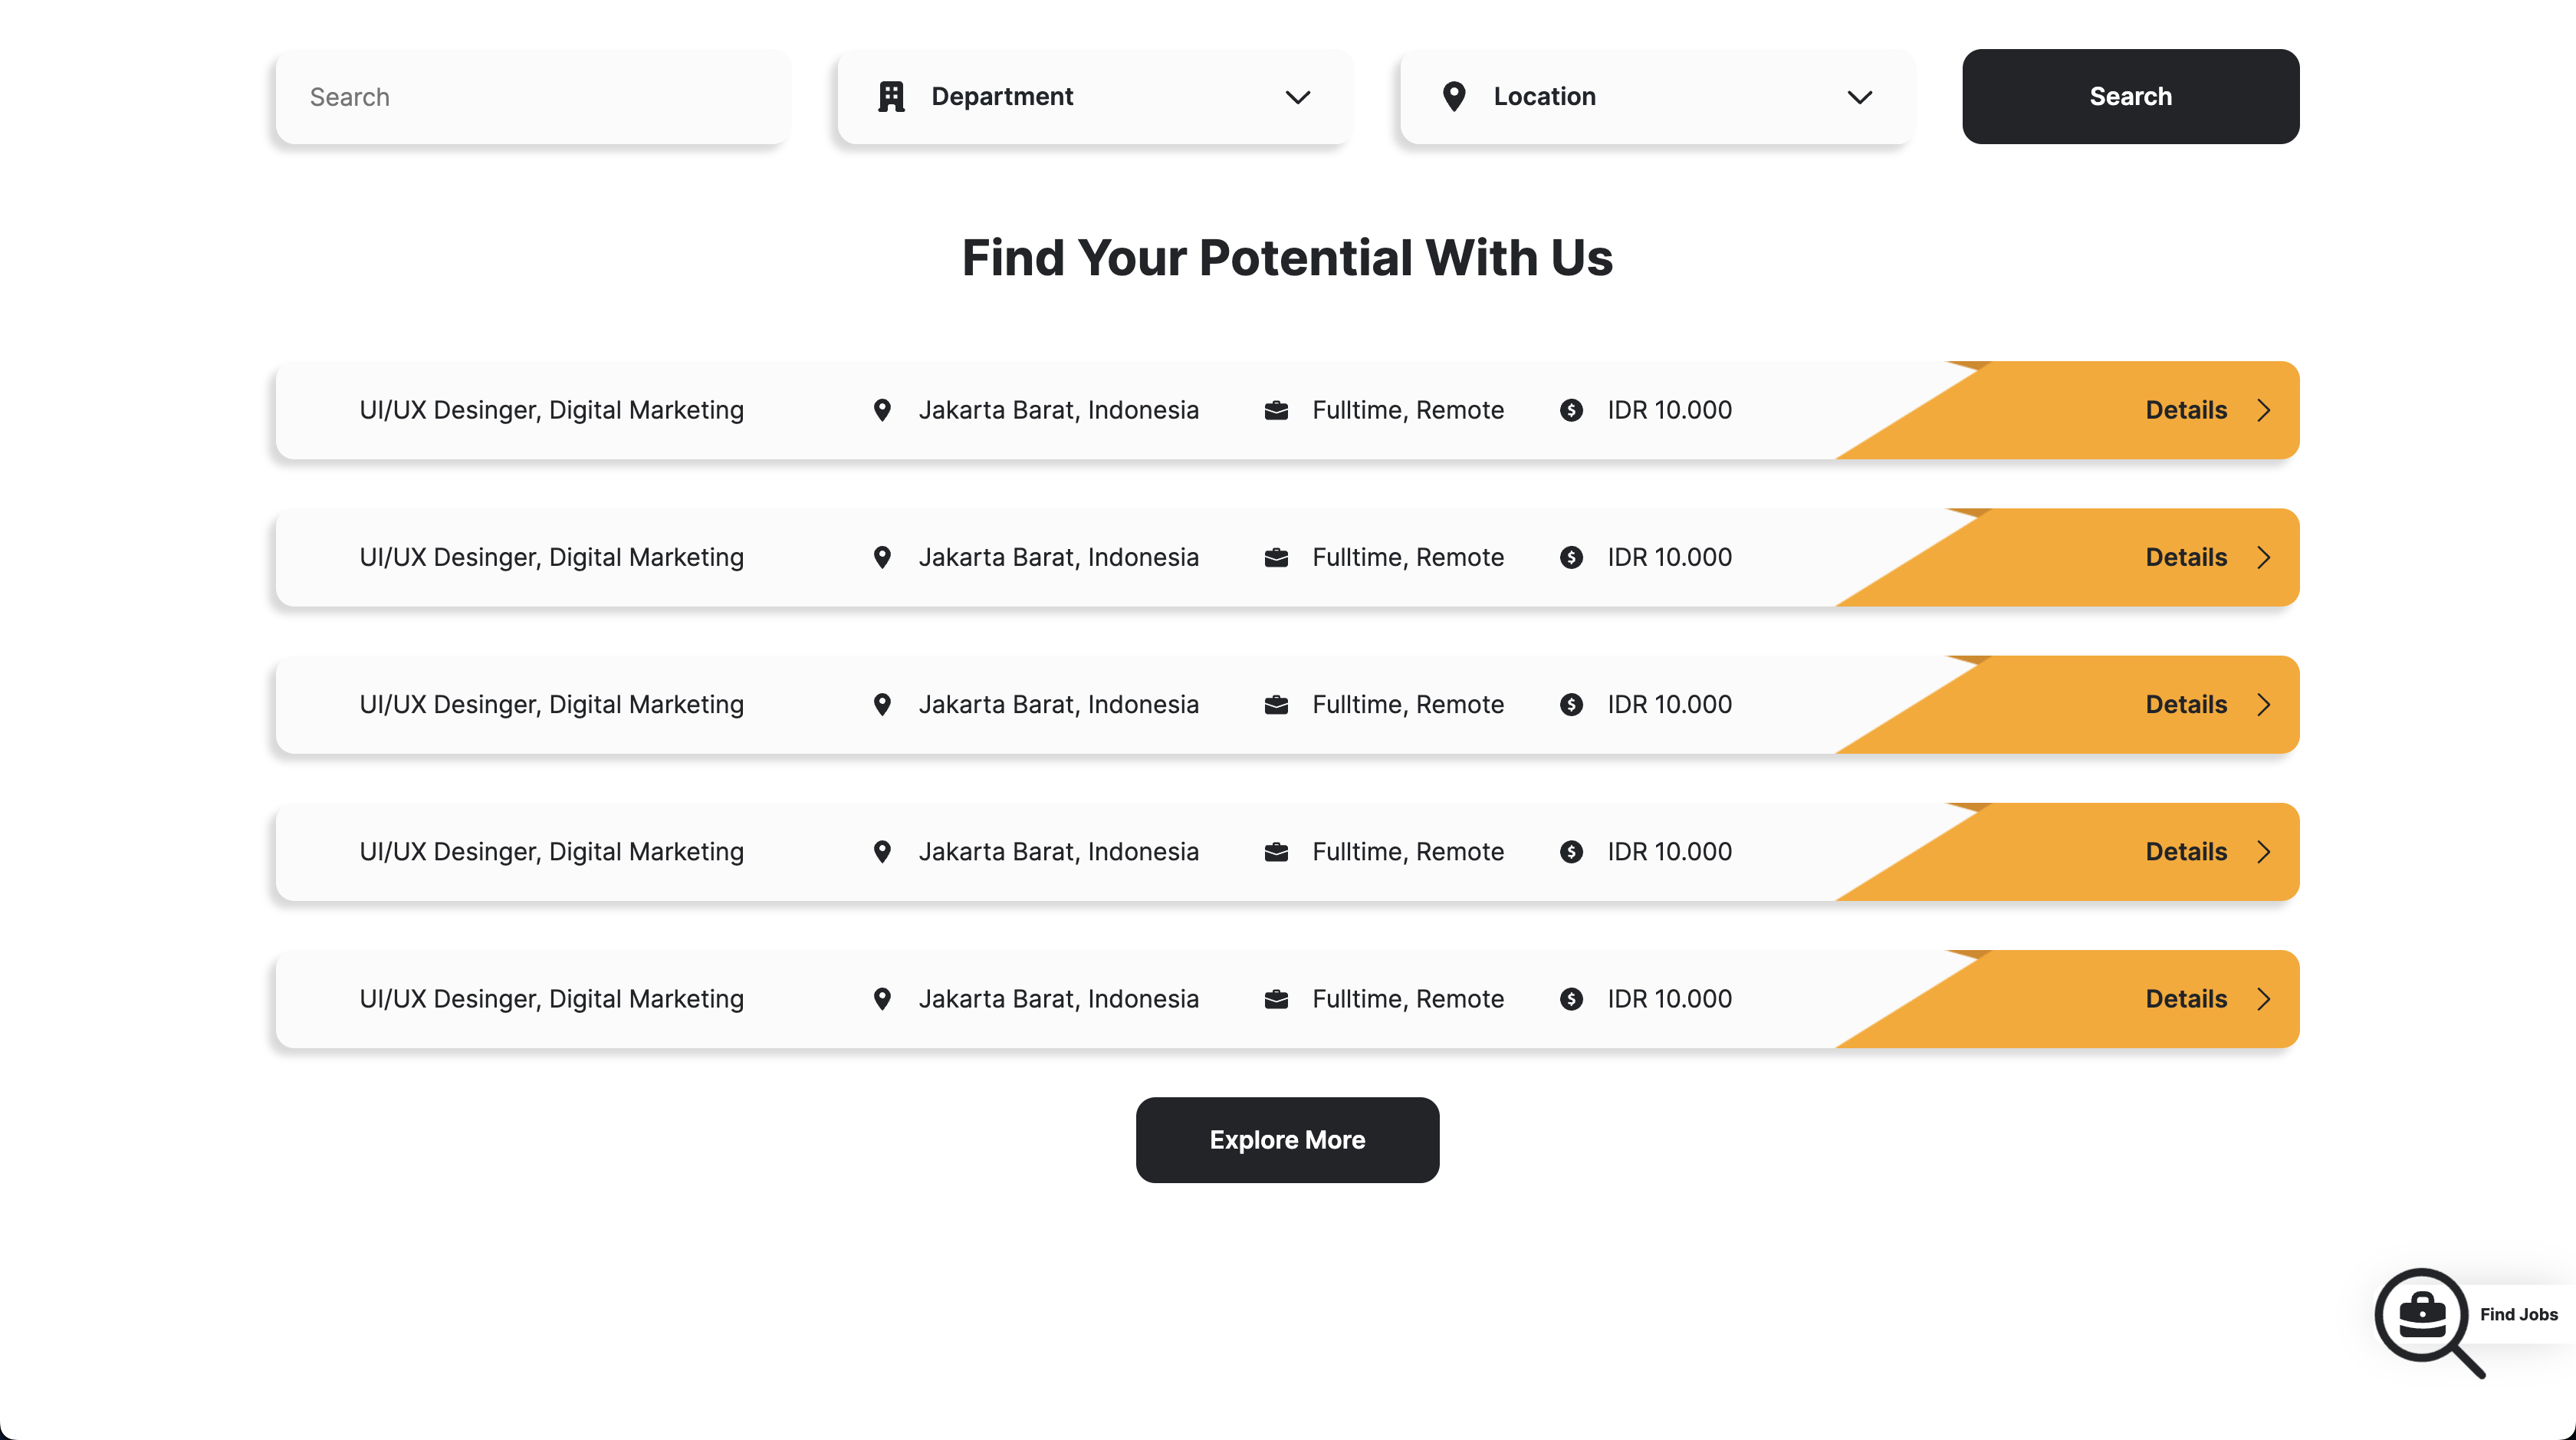 Search
Department
Location
Search
Find Your Potential With Us
UI/UX Desinger, Digital Marketing Jakarta Barat, Indonesia Fulltime, Remote IDR 10.000 Details
UI/UX Desinger, Digital Marketing Jakarta Barat, Indonesia Fulltime, Remote IDR 10.000 Details
UI/UX Desinger, Digital Marketing Jakarta Barat, Indonesia Fulltime, Remote IDR 10.000 Details
UI/UX Desinger, Digital Marketing Jakarta Barat, Indonesia Fulltime, Remote IDR 10.000 Details
UI/UX Desinger, Digital Marketing Jakarta Barat, Indonesia Fulltime, Remote IDR 10.000 Details
Explore More
Find Jobs